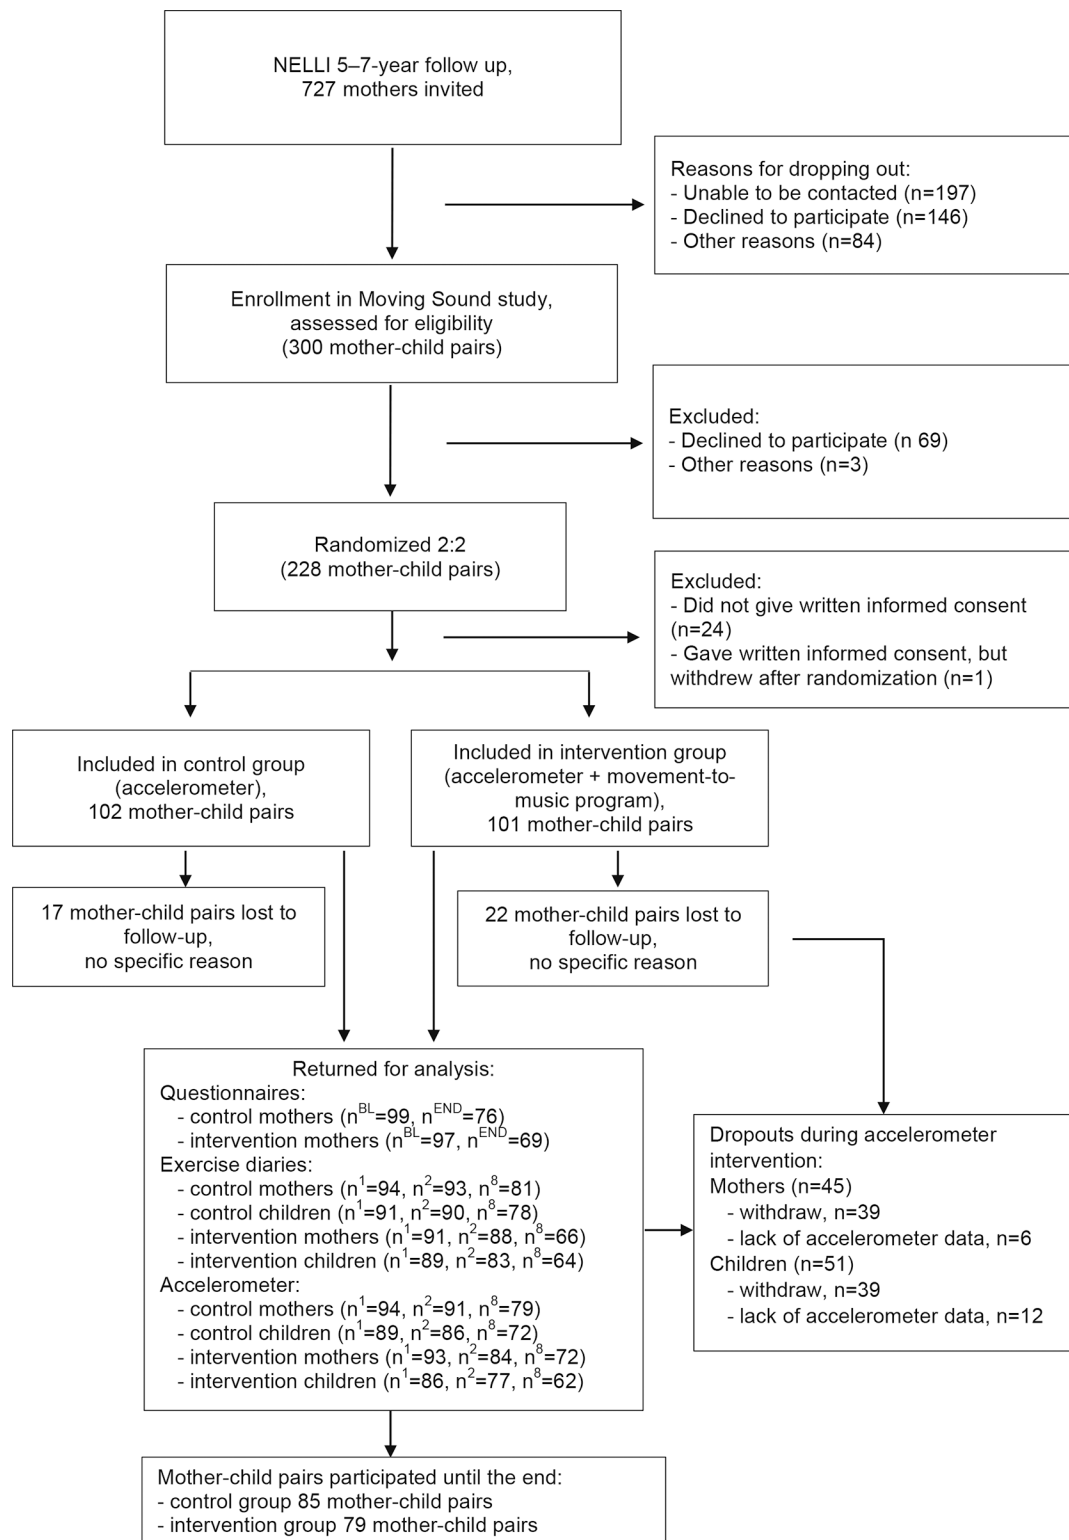 NELLI 5–7-year follow up,
727 mothers invited
Reasons for dropping out:
- Unable to be contacted (n=197)
- Declined to participate (n=146)
- Other reasons (n=84)
Enrollment in Moving Sound study,
assessed for eligibility
(300 mother-child pairs)
Excluded:
- Declined to participate (n 69)
- Other reasons (n=3)
Randomized 2:2
(228 mother-child pairs)
Excluded:
- Did not give written informed consent
(n=24)
- Gave written informed consent, but
withdrew after randomization (n=1)
Included in control group
(accelerometer),
102 mother-child pairs
Included in intervention group
(accelerometer + movement-to-
music program),
101 mother-child pairs
17 mother-child pairs lost to
follow-up,
no specific reason
22 mother-child pairs lost to
follow-up,
no specific reason
Returned for analysis:
Questionnaires:
- control mothers (n^BL=99, n^END=76)
- intervention mothers (n^BL=97, n^END=69)
Exercise diaries:
- control mothers (n^1=94, n^2=93, n^8=81)
- control children (n^1=91, n^2=90, n^8=78)
- intervention mothers (n^1=91, n^2=88, n^8=66)
- intervention children (n^1=89, n^2=83, n^8=64)
Accelerometer:
- control mothers (n^1=94, n^2=91, n^8=79)
- control children (n^1=89, n^2=86, n^8=72)
- intervention mothers (n^1=93, n^2=84, n^8=72)
- intervention children (n^1=86, n^2=77, n^8=62)
Dropouts during accelerometer
intervention:
Mothers (n=45)
- withdraw, n=39
- lack of accelerometer data, n=6
Children (n=51)
- withdraw, n=39
- lack of accelerometer data, n=12
Mother-child pairs participated until the end:
- control group 85 mother-child pairs
- intervention group 79 mother-child pairs